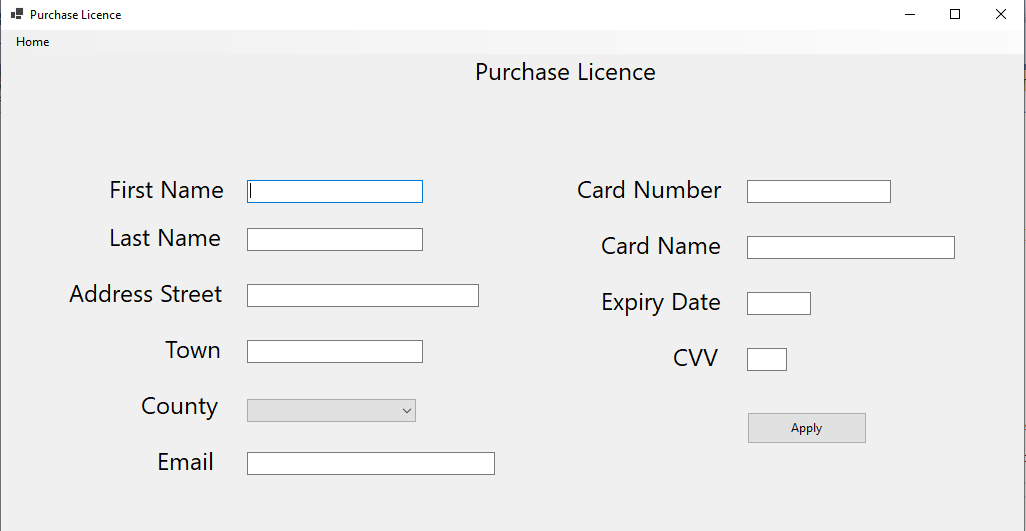 Purchase Licence
Home
Purchase Licence
First Name
Last Name
Address Street
Town
County
Email
Card Number
Card Name
Expiry Date
CVV
Apply